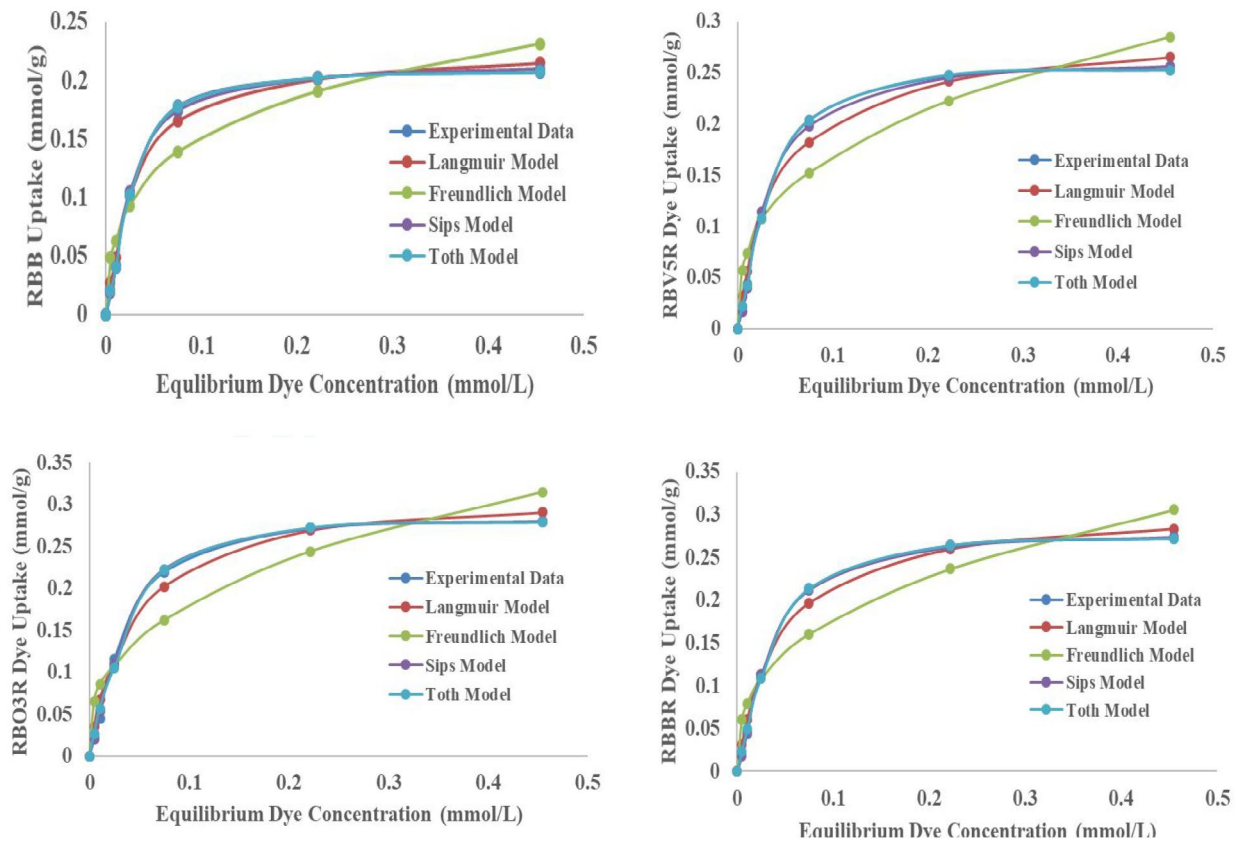 RBB Uptake (mmol/g)
0.25
0.2
0.15
0.1
0.05
0
0 0.1 0.2 0.3 0.4 0.5
Equlibrium Dye Concentration (mmol/L)
Experimental Data
Langmuir Model
Freundlich Model
Sips Model
Toth Model
RBV5R Dye Uptake (mmol/g)
0.3
0.25
0.2
0.15
0.1
0.05
0
0 0.1 0.2 0.3 0.4 0.5
Equilibrium Dye Concentration (mmol/L)
Experimental Data
Langmuir Model
Freundlich Model
Sips Model
Toth Model
RBO3R Dye Uptake (mmol/g)
0.35
0.3
0.25
0.2
0.15
0.1
0.05
0
0 0.1 0.2 0.3 0.4 0.5
Equilibrium Dye Concentration (mmol/L)
Experimental Data
Langmuir Model
Freundlich Model
Sips Model
Toth Model
RBBR Dye Uptake (mmol/g)
0.35
0.3
0.25
0.2
0.15
0.1
0.05
0
0 0.1 0.2 0.3 0.4 0.5
Equilibrium Dye Concentration (mmol/L)
Experimental Data
Langmuir Model
Freundlich Model
Sips Model
Toth Model